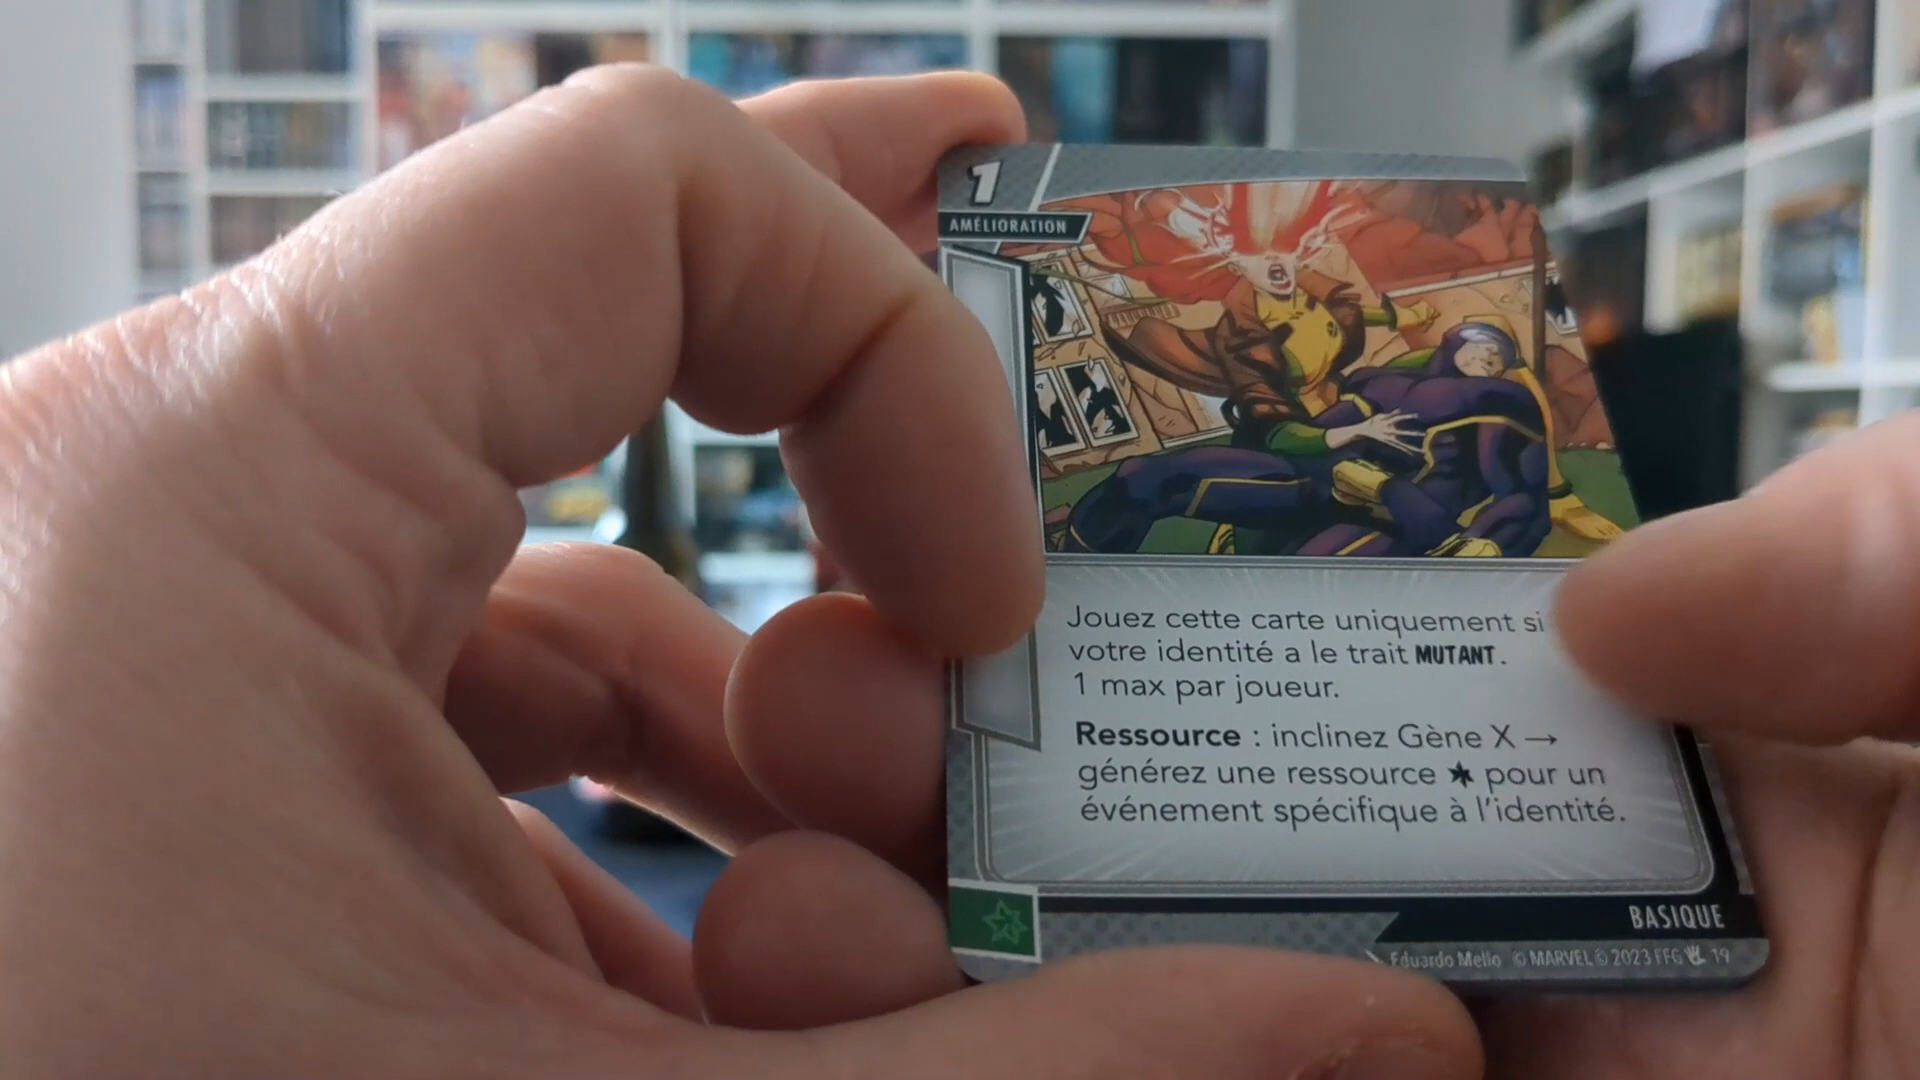 1
AMÉLIORATION
Jouez cette carte uniquement si
votre identité a le trait MUTANT.
1 max par joueur.
Ressource : inclinez Gène X →
générez une ressource ✶ pour un
événement spécifique à l'identité.
BASIQUE
Eduardo Mello © MARVEL © 2023 FFG 19